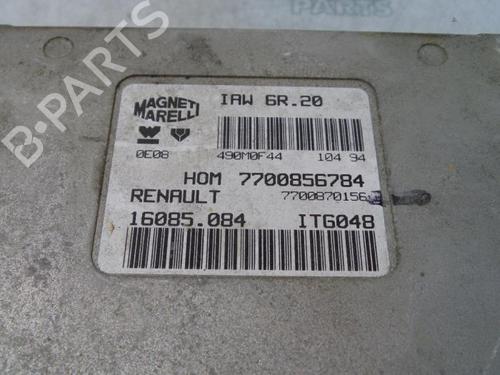 B-PARTS
MAGNETI MARELLI
IAW 6R.20
0E08 490M0F44 104 94
HOM 7700856784
RENAULT 7700870156
16085.084 ITG048